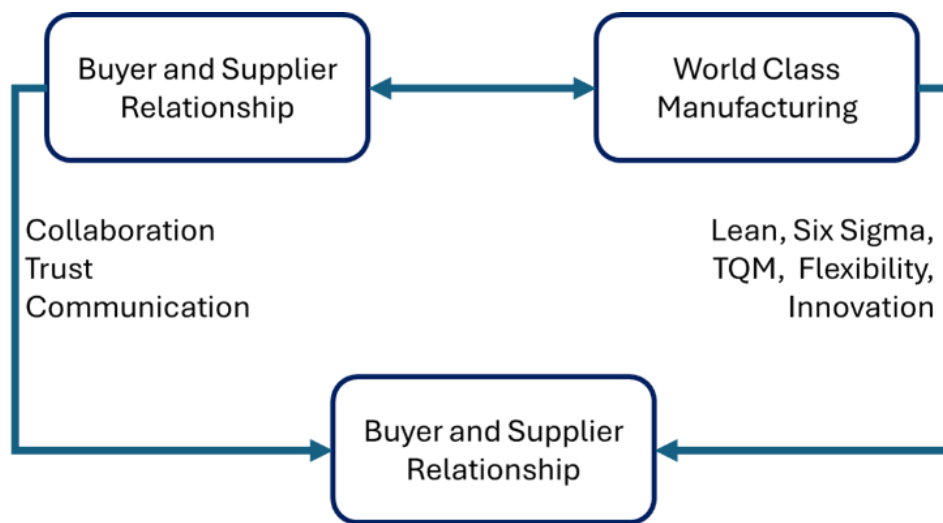 Buyer and Supplier
Relationship
World Class
Manufacturing
Collaboration
Trust
Communication
Lean, Six Sigma,
TQM, Flexibility,
Innovation
Buyer and Supplier
Relationship